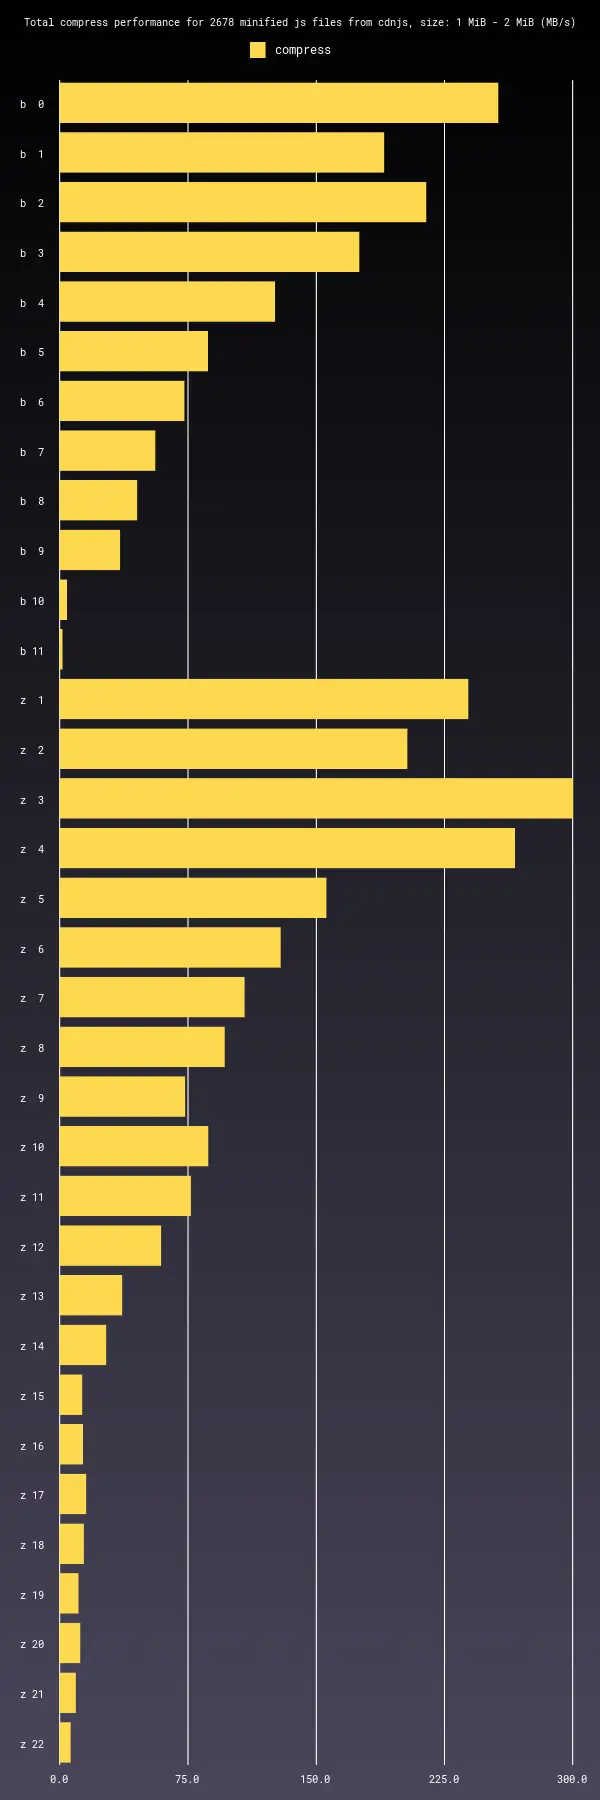 Total compress performance for 2678 minified js files from cdnjs, size: 1 MiB - 2 MiB (MB/s)
compress
b  0
b  1
b  2
b  3
b  4
b  5
b  6
b  7
b  8
b  9
b 10
b 11
z  1
z  2
z  3
z  4
z  5
z  6
z  7
z  8
z  9
z 10
z 11
z 12
z 13
z 14
z 15
z 16
z 17
z 18
z 19
z 20
z 21
z 22
0.0 75.0 150.0 225.0 300.0